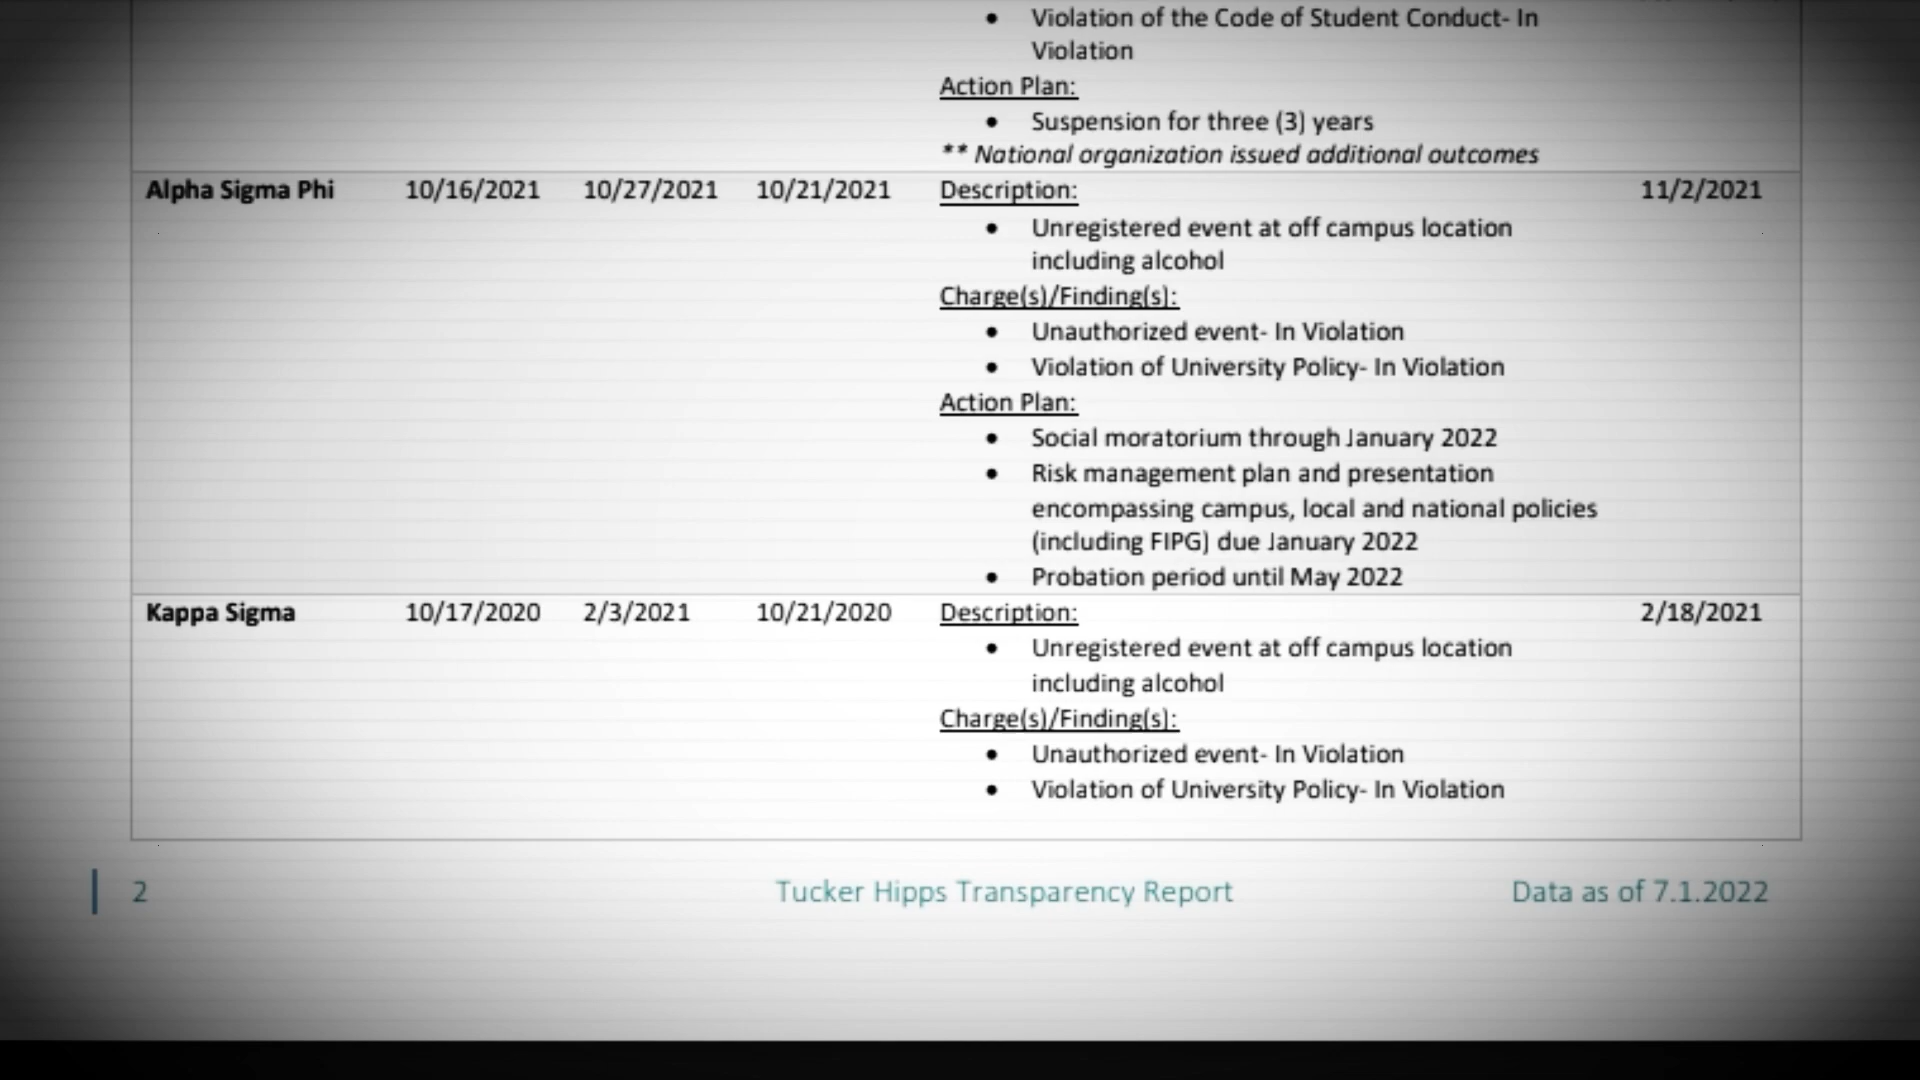 • Violation of the Code of Student Conduct- In
Violation
Action Plan:
• Suspension for three (3) years
** National organization issued additional outcomes
Alpha Sigma Phi 10/16/2021 10/27/2021 10/21/2021 Description: 11/2/2021
• Unregistered event at off campus location
including alcohol
Charge(s)/Finding(s):
• Unauthorized event- In Violation
• Violation of University Policy- In Violation
Action Plan:
• Social moratorium through January 2022
• Risk management plan and presentation
encompassing campus, local and national policies
(including FIPG) due January 2022
• Probation period until May 2022
Kappa Sigma 10/17/2020 2/3/2021 10/21/2020 Description: 2/18/2021
• Unregistered event at off campus location
including alcohol
Charge(s)/Finding(s):
• Unauthorized event- In Violation
• Violation of University Policy- In Violation
2 Tucker Hipps Transparency Report Data as of 7.1.2022